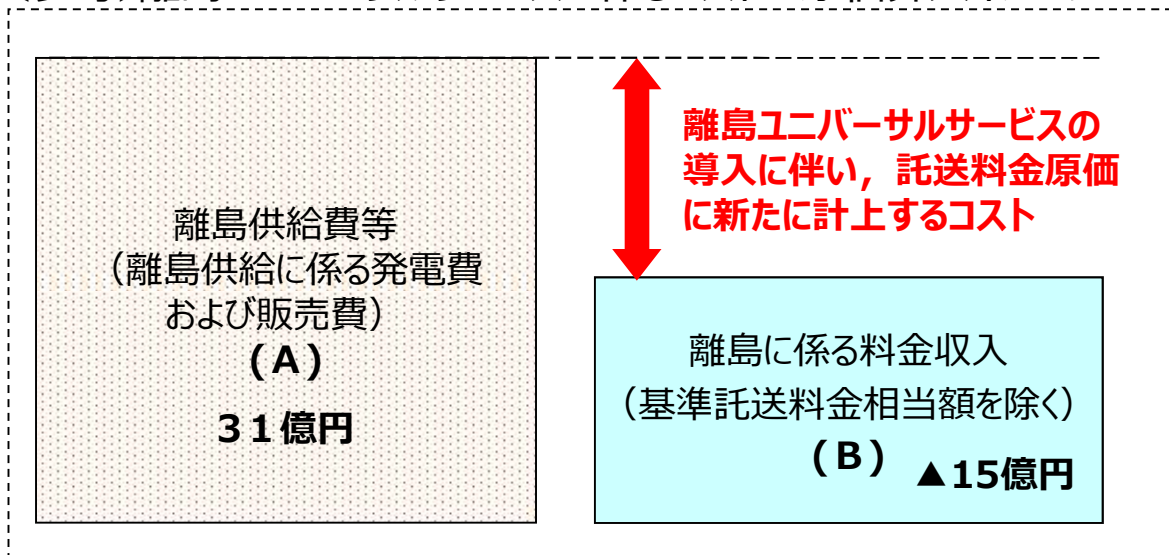 離島供給費等
（離島供給に係る発電費
および販売費）
（Ａ）
３１億円
離島ユニバーサルサービスの
導入に伴い，託送料金原価
に新たに計上するコスト
離島に係る料金収入
（基準託送料金相当額を除く）
（Ｂ）
▲15億円